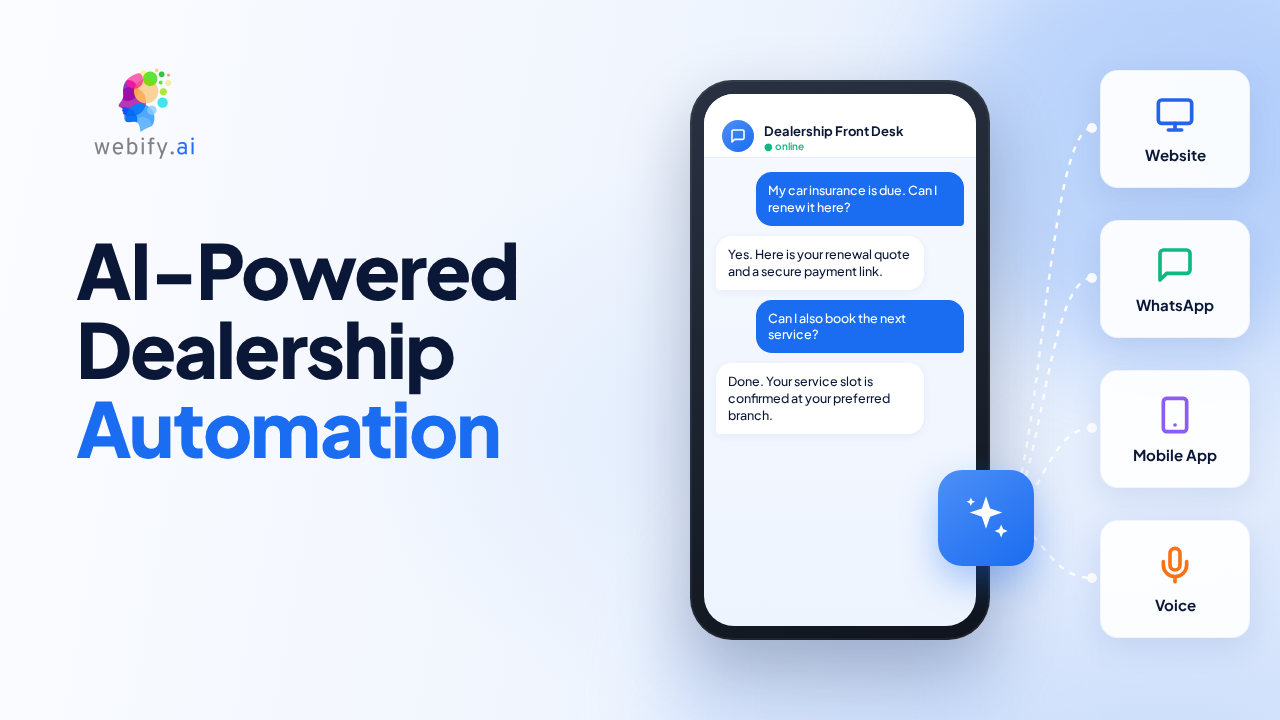 webify.ai
AI-Powered
Dealership
Automation
Dealership Front Desk
online
My car insurance is due. Can I
renew it here?
Yes. Here is your renewal quote
and a secure payment link.
Can I also book the next
service?
Done. Your service slot is
confirmed at your preferred
branch.
Website
WhatsApp
Mobile App
Voice